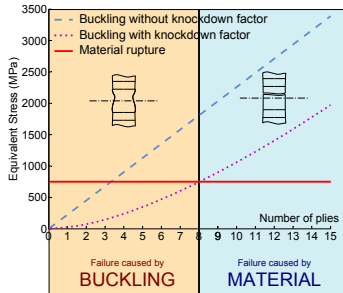 3500
3000
2500
2000
1500
1000
500
0
Equivalent Stress (MPa)
Buckling without knockdown factor
Buckling with knockdown factor
Material rupture
Number of plies
0 1 2 3 4 5 6 7 8 9 10 11 12 13 14 15
Failure caused by
BUCKLING
Failure caused by
MATERIAL